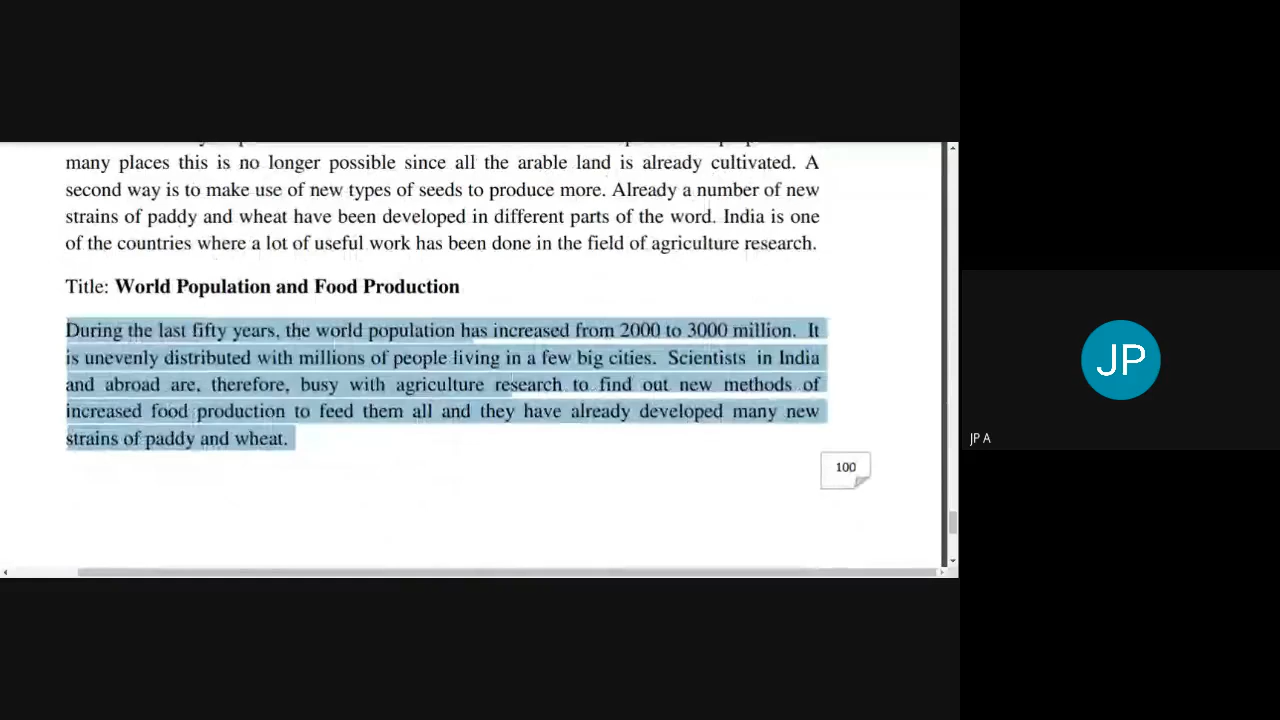 many places this is no longer possible since all the arable land is already cultivated. A
second way is to make use of new types of seeds to produce more. Already a number of new
strains of paddy and wheat have been developed in different parts of the word. India is one
of the countries where a lot of useful work has been done in the field of agriculture research.
Title: World Population and Food Production
During the last fifty years, the world population has increased from 2000 to 3000 million. It
is unevenly distributed with millions of people living in a few big cities. Scientists in India
and abroad are, therefore, busy with agriculture research to find out new methods of
increased food production to feed them all and they have already developed many new
strains of paddy and wheat.
100
JP
JP A